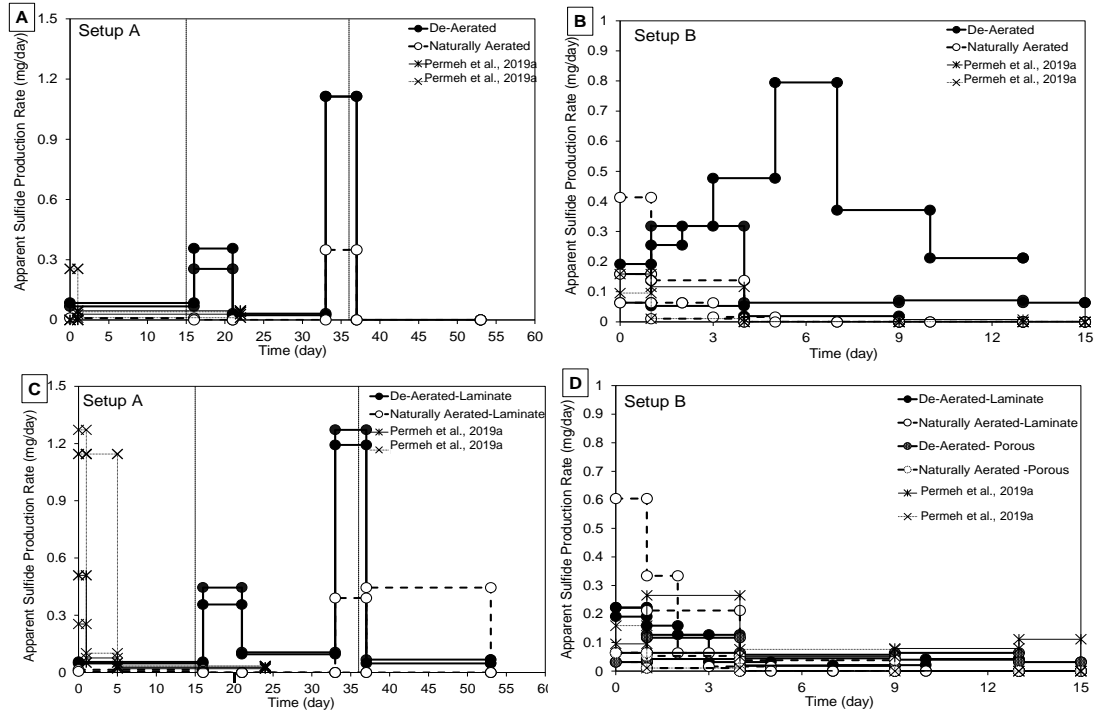 A
Setup A
De-Aerated
Naturally Aerated
Permeh et al., 2019a
Permeh et al., 2019a
Apparent Sulfide Production Rate (mg/day)
1.5
1.2
0.9
0.6
0.3
0
0 5 10 15 20 25 30 35 40 45 50 55 60
Time (day)
B
Setup B
De-Aerated
Naturally Aerated
Permeh et al., 2019a
Permeh et al., 2019a
Apparent Sulfide Production Rate (mg/day)
1
0.9
0.8
0.7
0.6
0.5
0.4
0.3
0.2
0.1
0
0 3 6 9 12 15
Time (day)
C
Setup A
De-Aerated-Laminate
Naturally Aerated-Laminate
Permeh et al., 2019a
Permeh et al., 2019a
Apparent Sulfide Production Rate (mg/day)
1.5
1.2
0.9
0.6
0.3
0
0 5 10 15 20 25 30 35 40 45 50 55
Time (day)
D
Setup B
De-Aerated-Laminate
Naturally Aerated-Laminate
De-Aerated- Porous
Naturally Aerated -Porous
Permeh et al., 2019a
Permeh et al., 2019a
Apparent Sulfide Production Rate (mg/day)
1
0.9
0.8
0.7
0.6
0.5
0.4
0.3
0.2
0.1
0
0 3 6 9 12 15
Time (day)